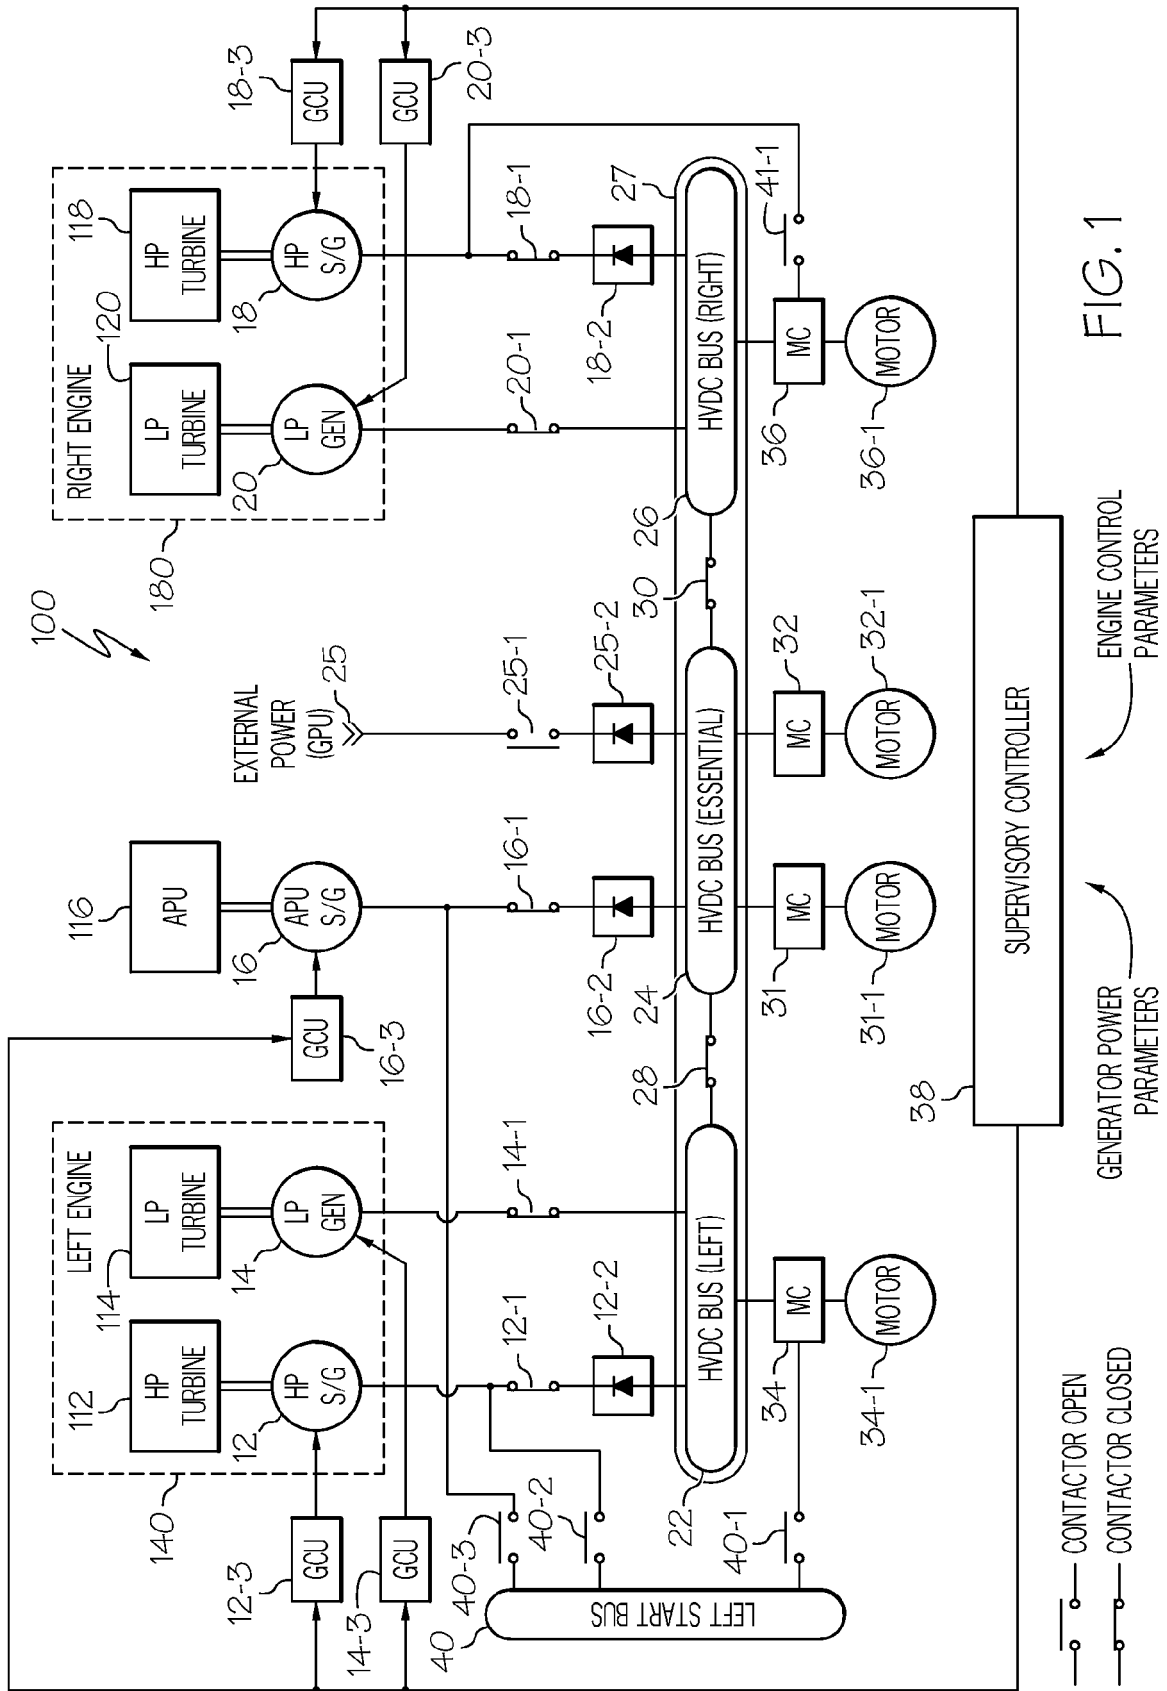 100
140
LEFT ENGINE
112
HP
TURBINE
114
LP
TURBINE
116
APU
EXTERNAL
POWER
(GPU)
25
180
RIGHT ENGINE
120
LP
TURBINE
118
HP
TURBINE
12
HP
S/G
14
LP
GEN
16
APU
S/G
20
LP
GEN
18
HP
S/G
12-3
GCU
14-3
GCU
16-3
GCU
18-3
GCU
20-3
GCU
40-3
40-2
12-1
14-1
16-1
25-1
20-1
18-1
12-2
16-2
25-2
18-2
40
LEFT START BUS
22
HVDC BUS (LEFT)
28
24
HVDC BUS (ESSENTIAL)
30
26
HVDC BUS (RIGHT)
27
40-1
34
MC
31
MC
32
MC
36
MC
41-1
34-1
MOTOR
31-1
MOTOR
32-1
MOTOR
36-1
MOTOR
38
SUPERVISORY CONTROLLER
CONTACTOR OPEN
CONTACTOR CLOSED
GENERATOR POWER
PARAMETERS
ENGINE CONTROL
PARAMETERS
FIG. 1